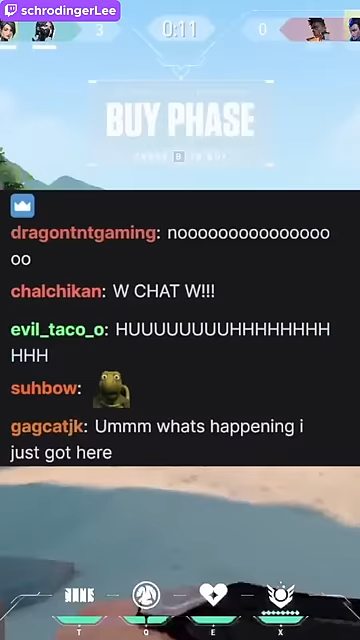 schrodingerLee
3 0:11 0
BUY PHASE
B
dragontntgaming: nooooooooooooooo
oo
chalchikan: W CHAT W!!!
evil_taco_o: HUUUUUUUUHHHHHHHH
HHH
suhbow:
gagcatjk: Ummm whats happening i
just got here
T Q E X